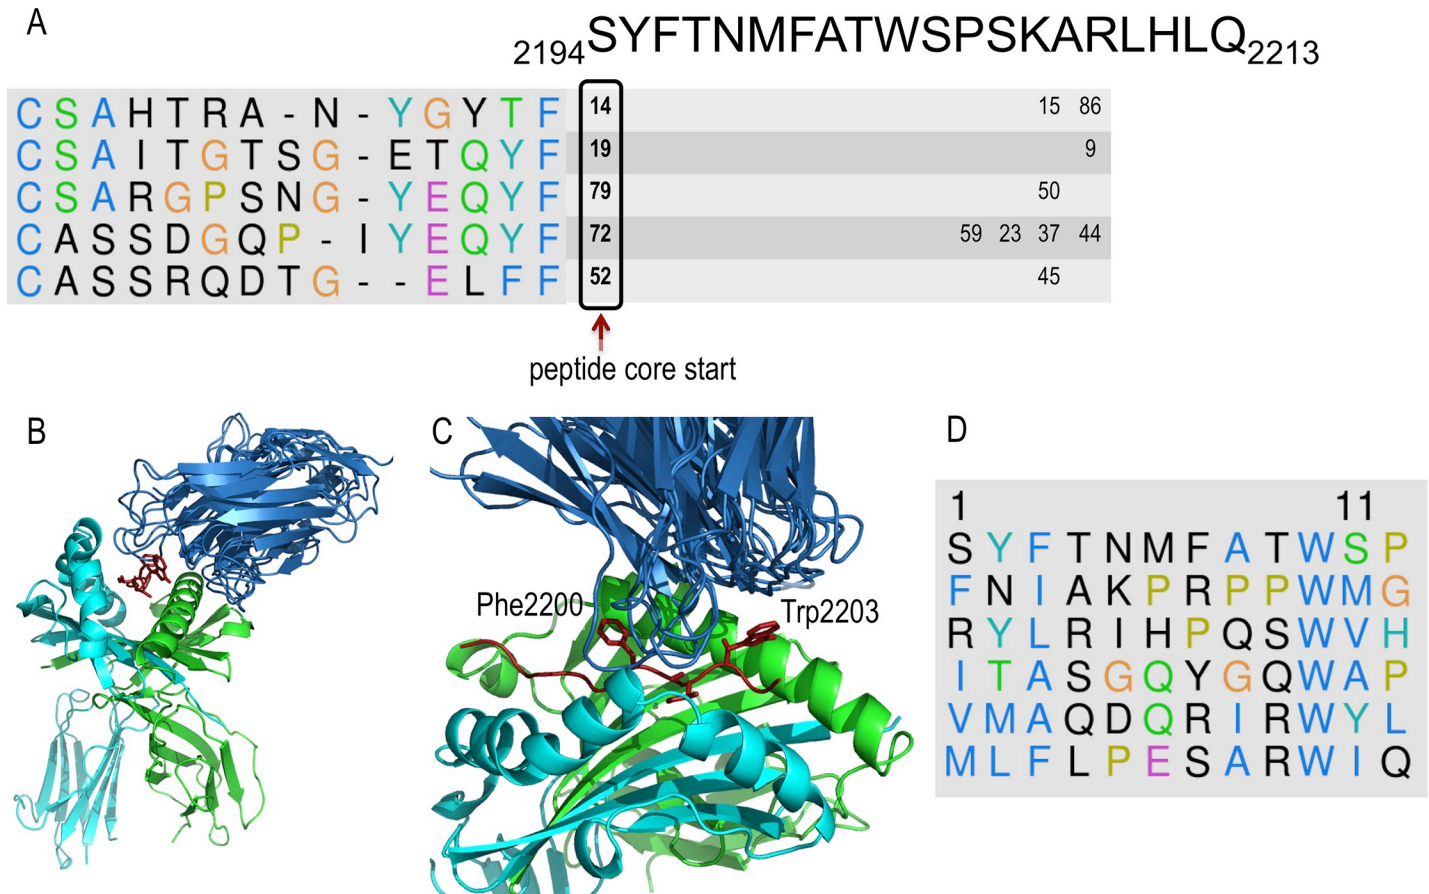 A
2194SYFTNMFATWSPSKARLHLQ2213
CSAHTRA-N-YGYTF 14 15 86
CSAITGTSG-ETQYF 19 9
CSARGPSNG-YEQYF 79 50
CASSDGQP-IYEQYF 72 59 23 37 44
CASSRQDTG--ELFF 52 45
peptide core start
B
C
Phe2200
Trp2203
D
1 11
SYFTNMFATWSP
FNIAKPRPPWMG
RYLRIHPQSWVH
ITASGQYGQWAP
VMAQDQRIRWYL
MLFLPESARWIQ